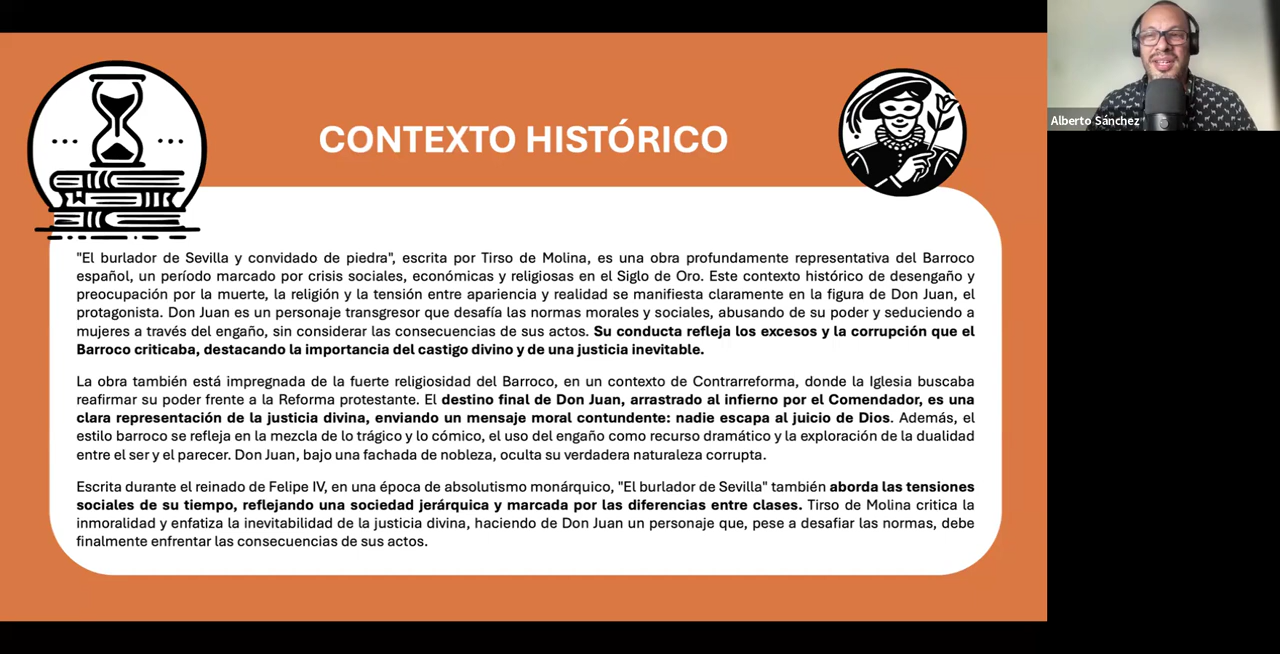 CONTEXTO HISTÓRICO
"El burlador de Sevilla y convidado de piedra", escrita por Tirso de Molina, es una obra profundamente representativa del Barroco
español, un período marcado por crisis sociales, económicas y religiosas en el Siglo de Oro. Este contexto histórico de desengaño y
preocupación por la muerte, la religión y la tensión entre apariencia y realidad se manifiesta claramente en la figura de Don Juan, el
protagonista. Don Juan es un personaje transgresor que desafía las normas morales y sociales, abusando de su poder y seduciendo a
mujeres a través del engaño, sin considerar las consecuencias de sus actos. Su conducta refleja los excesos y la corrupción que el
Barroco criticaba, destacando la importancia del castigo divino y de una justicia inevitable.
La obra también está impregnada de la fuerte religiosidad del Barroco, en un contexto de Contrarreforma, donde la Iglesia buscaba
reafirmar su poder frente a la Reforma protestante. El destino final de Don Juan, arrastrado al infierno por el Comendador, es una
clara representación de la justicia divina, enviando un mensaje moral contundente: nadie escapa al juicio de Dios. Además, el
estilo barroco se refleja en la mezcla de lo trágico y lo cómico, el uso del engaño como recurso dramático y la exploración de la dualidad
entre el ser y el parecer. Don Juan, bajo una fachada de nobleza, oculta su verdadera naturaleza corrupta.
Escrita durante el reinado de Felipe IV, en una época de absolutismo monárquico, "El burlador de Sevilla" también aborda las tensiones
sociales de su tiempo, reflejando una sociedad jerárquica y marcada por las diferencias entre clases. Tirso de Molina critica la
inmoralidad y enfatiza la inevitabilidad de la justicia divina, haciendo de Don Juan un personaje que, pese a desafiar las normas, debe
finalmente enfrentar las consecuencias de sus actos.
Alberto Sánchez